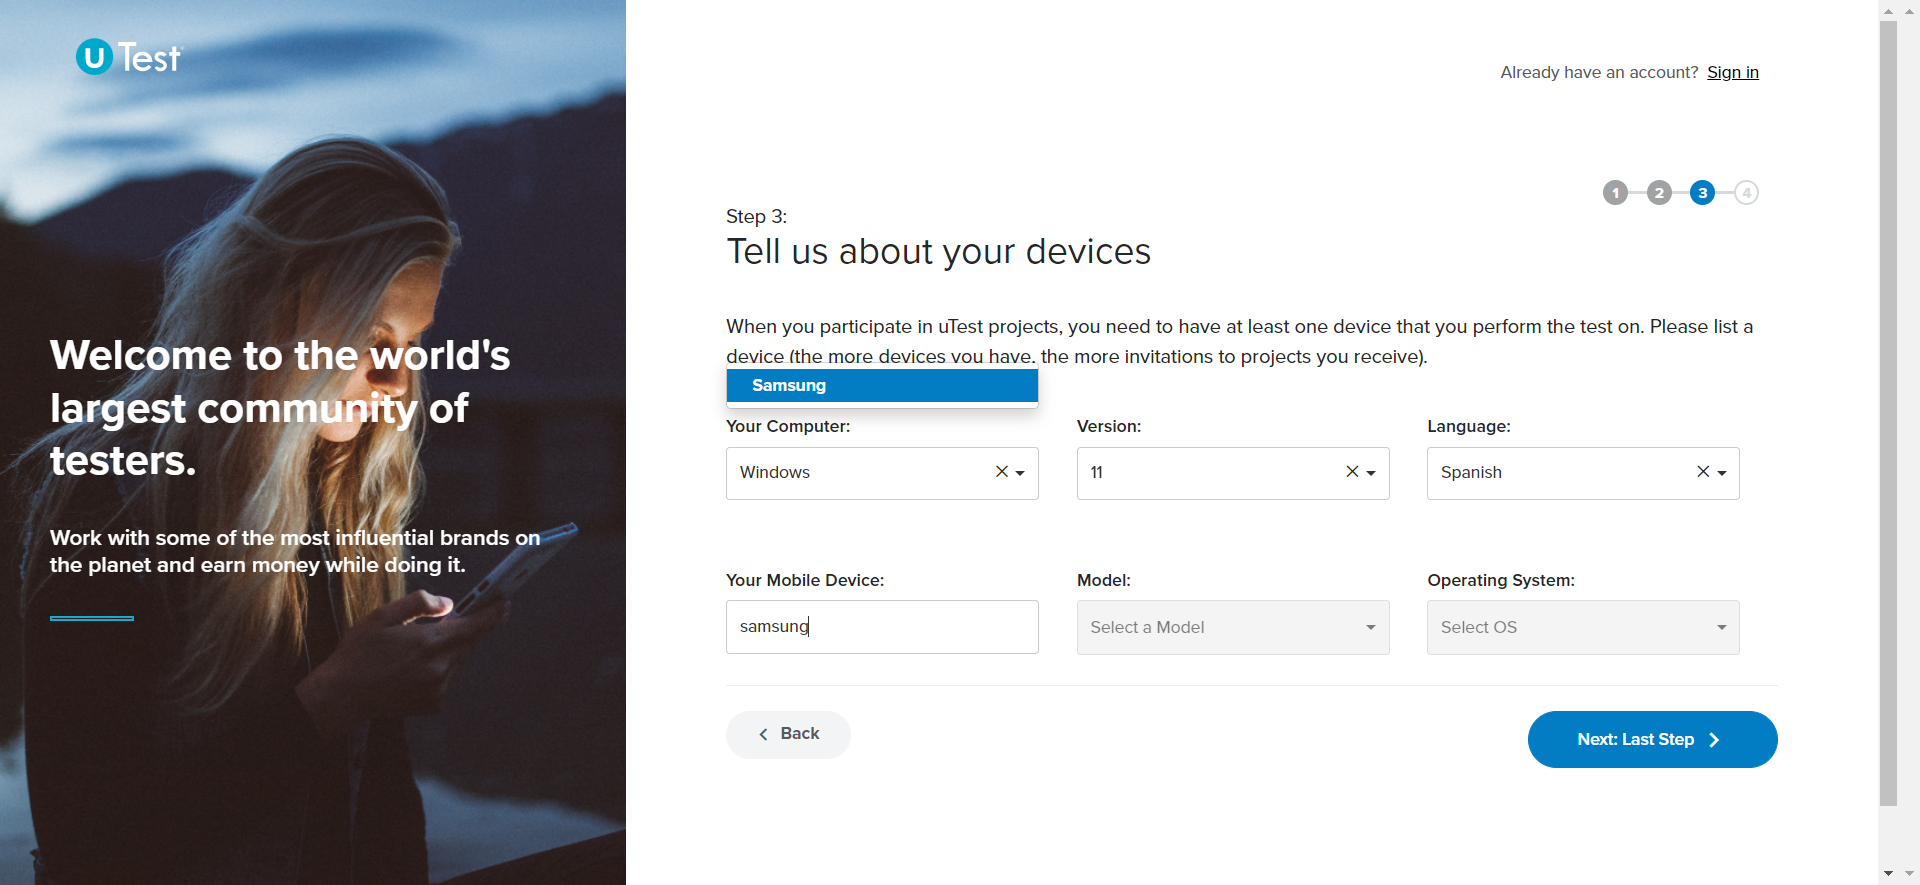 U Test
Already have an account? Sign in
1 2 3 4
Step 3:
Tell us about your devices
When you participate in uTest projects, you need to have at least one device that you perform the test on. Please list a
device (the more devices you have, the more invitations to projects you receive).
Samsung
Your Computer: Version: Language:
Windows 11 Spanish
Your Mobile Device: Model: Operating System:
samsung Select a Model Select OS
Back Next: Last Step
Welcome to the world's
largest community of
testers.
Work with some of the most influential brands on
the planet and earn money while doing it.